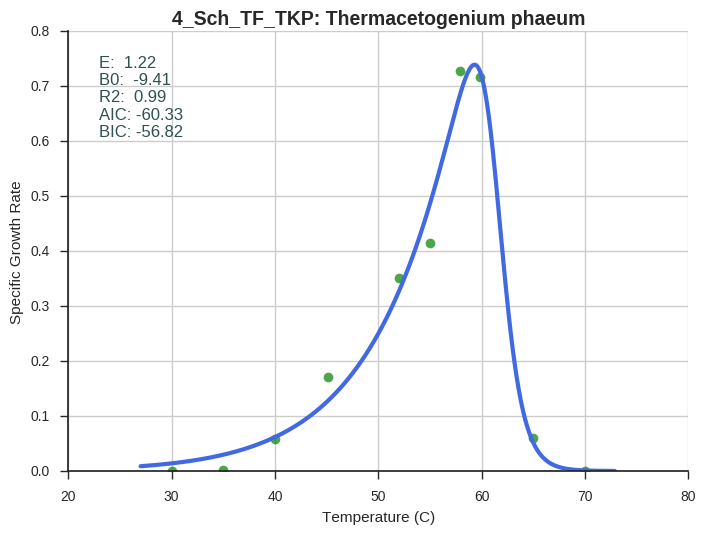 4_Sch_TF_TKP: Thermacetogenium phaeum
E:  1.22
B0:  -9.41
R2:  0.99
AIC: -60.33
BIC: -56.82
Specific Growth Rate
0.8
0.7
0.6
0.5
0.4
0.3
0.2
0.1
0.0
20 30 40 50 60 70 80
Temperature (C)